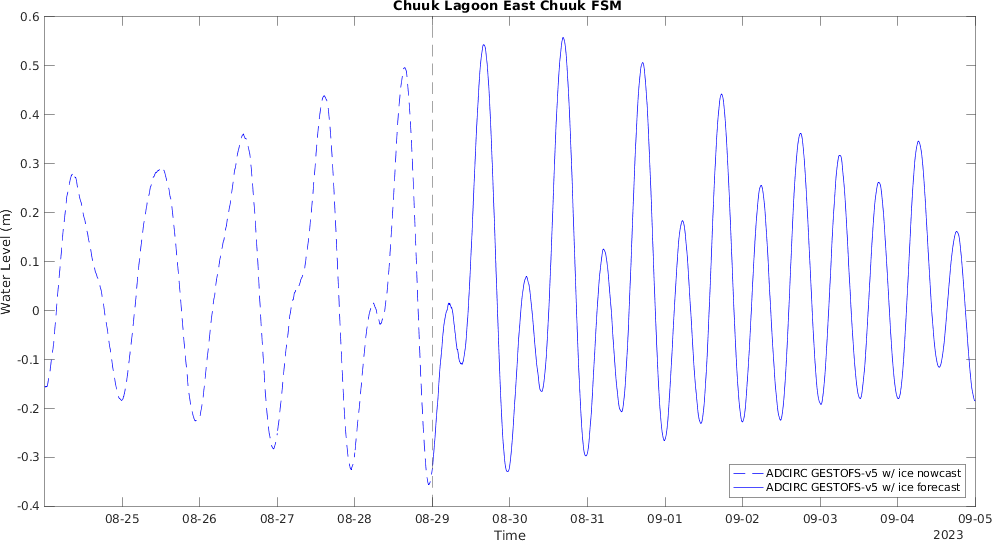 Chuuk Lagoon East Chuuk FSM
0.6
0.5
0.4
0.3
0.2
0.1
0
-0.1
-0.2
-0.3
-0.4
Water Level (m)
ADCIRC GESTOFS-v5 w/ ice nowcast
ADCIRC GESTOFS-v5 w/ ice forecast
08-25 08-26 08-27 08-28 08-29 08-30 08-31 09-01 09-02 09-03 09-04 09-05
Time
2023